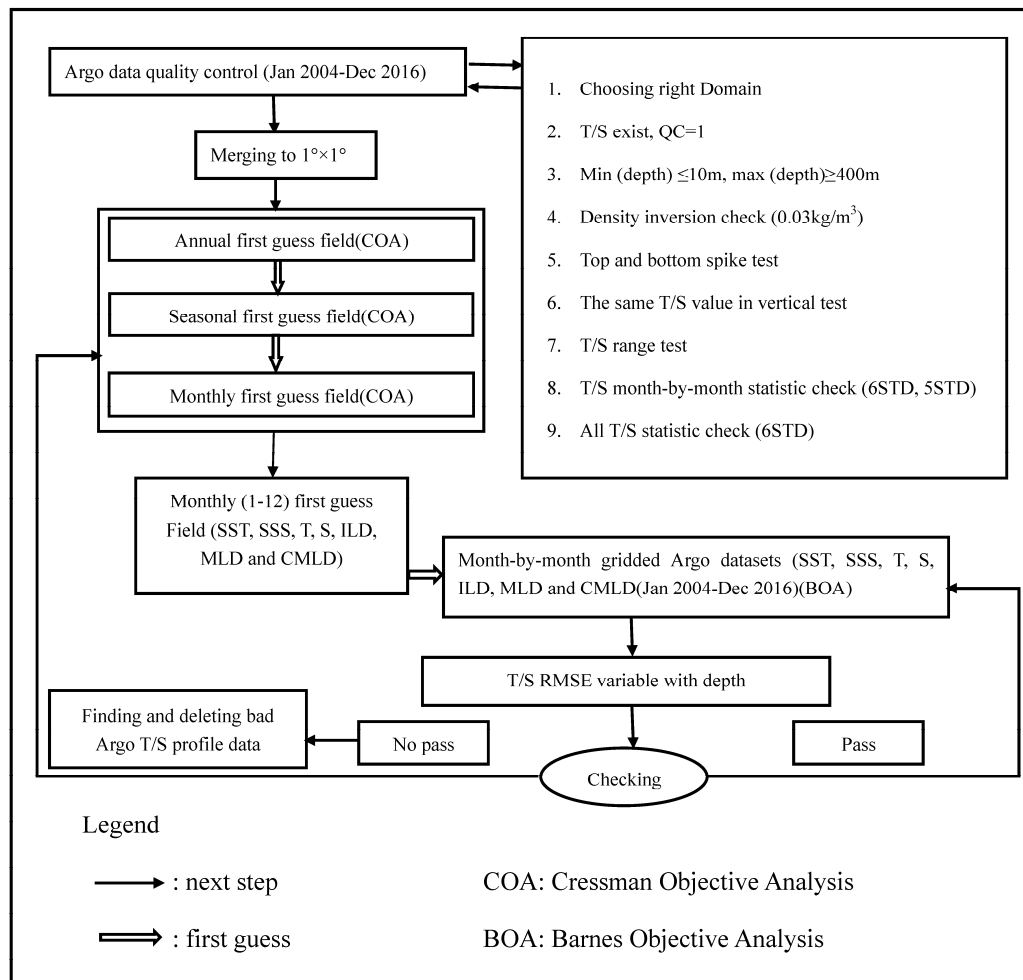 Argo data quality control (Jan 2004-Dec 2016)
Merging to 1°×1°
Annual first guess field(COA)
Seasonal first guess field(COA)
Monthly first guess field(COA)
Monthly (1-12) first guess
Field (SST, SSS, T, S, ILD,
MLD and CMLD)
1. Choosing right Domain
2. T/S exist, QC=1
3. Min (depth) ≤10m, max (depth)≥400m
4. Density inversion check (0.03kg/m³)
5. Top and bottom spike test
6. The same T/S value in vertical test
7. T/S range test
8. T/S month-by-month statistic check (6STD, 5STD)
9. All T/S statistic check (6STD)
Month-by-month gridded Argo datasets (SST, SSS, T, S,
ILD, MLD and CMLD(Jan 2004-Dec 2016)(BOA)
T/S RMSE variable with depth
Finding and deleting bad
Argo T/S profile data
No pass
Pass
Checking
Legend
: next step
COA: Cressman Objective Analysis
: first guess
BOA: Barnes Objective Analysis